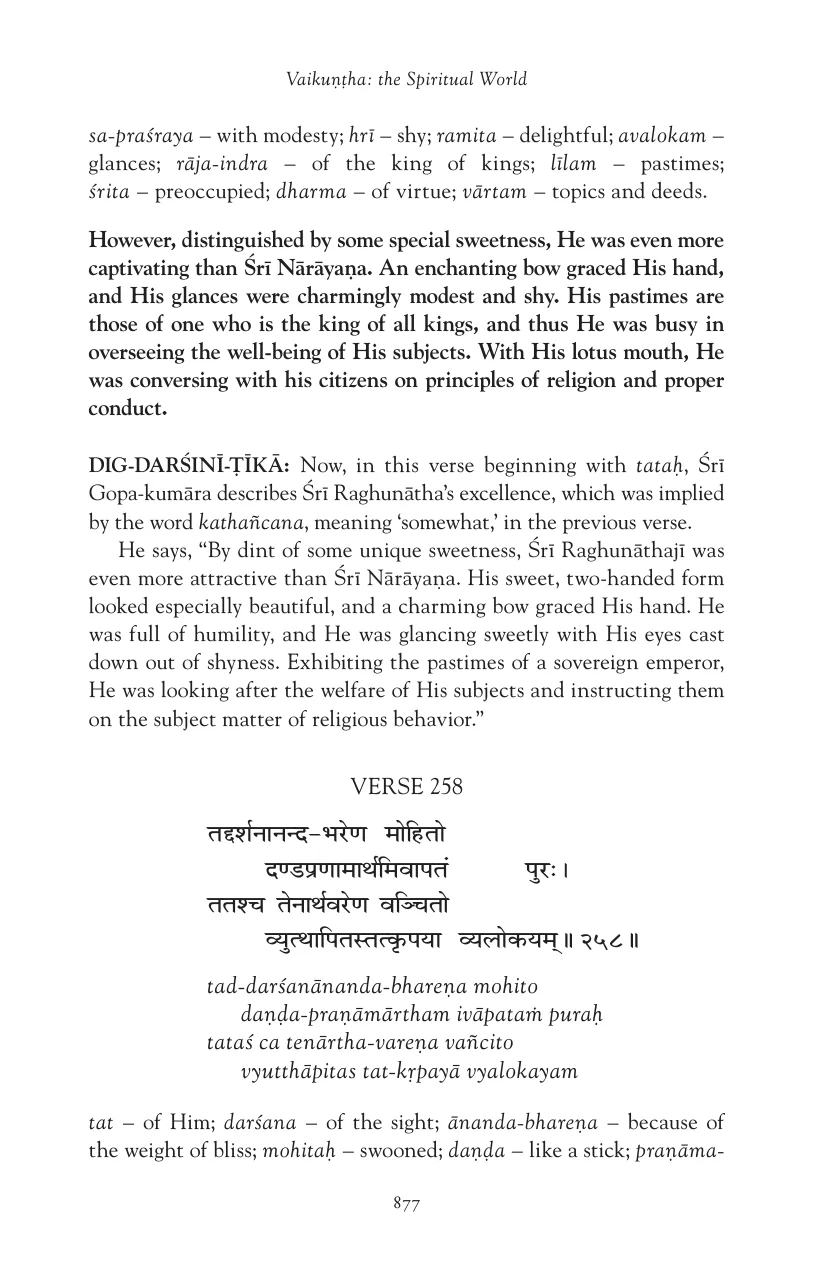 Vaikuṇṭha: the Spiritual World
sa-praśraya – with modesty; hrī – shy; ramita – delightful; avalokam –
glances; rāja-indra – of the king of kings; līlam – pastimes;
śrita – preoccupied; dharma – of virtue; vārtam – topics and deeds.
However, distinguished by some special sweetness, He was even more
captivating than Śrī Nārāyaṇa. An enchanting bow graced His hand,
and His glances were charmingly modest and shy. His pastimes are
those of one who is the king of all kings, and thus He was busy in
overseeing the well-being of His subjects. With His lotus mouth, He
was conversing with his citizens on principles of religion and proper
conduct.
DIG-DARŚINĪ-ṬĪKĀ: Now, in this verse beginning with tataḥ, Śrī
Gopa-kumāra describes Śrī Raghunātha’s excellence, which was implied
by the word kathañcana, meaning ‘somewhat,’ in the previous verse.
He says, “By dint of some unique sweetness, Śrī Raghunāthajī was
even more attractive than Śrī Nārāyaṇa. His sweet, two-handed form
looked especially beautiful, and a charming bow graced His hand. He
was full of humility, and He was glancing sweetly with His eyes cast
down out of shyness. Exhibiting the pastimes of a sovereign emperor,
He was looking after the welfare of His subjects and instructing them
on the subject matter of religious behavior.”
VERSE 258
तद्दर्शनानन्द-भरेण मोहितो
दण्डप्रणामार्थमिवापतं पुरः।
ततश्च तेनार्थवरेण वञ्चितो
व्युत्थापितस्तत्कृपया व्यलोकयम्॥ २५८॥
tad-darśanānanda-bhareṇa mohito
daṇḍa-praṇāmārtham ivāpataṁ puraḥ
tataś ca tenārtha-vareṇa vañcito
vyutthāpitas tat-kṛpayā vyalokayam
tat – of Him; darśana – of the sight; ānanda-bhareṇa – because of
the weight of bliss; mohitaḥ – swooned; daṇḍa – like a stick; praṇāma-
877